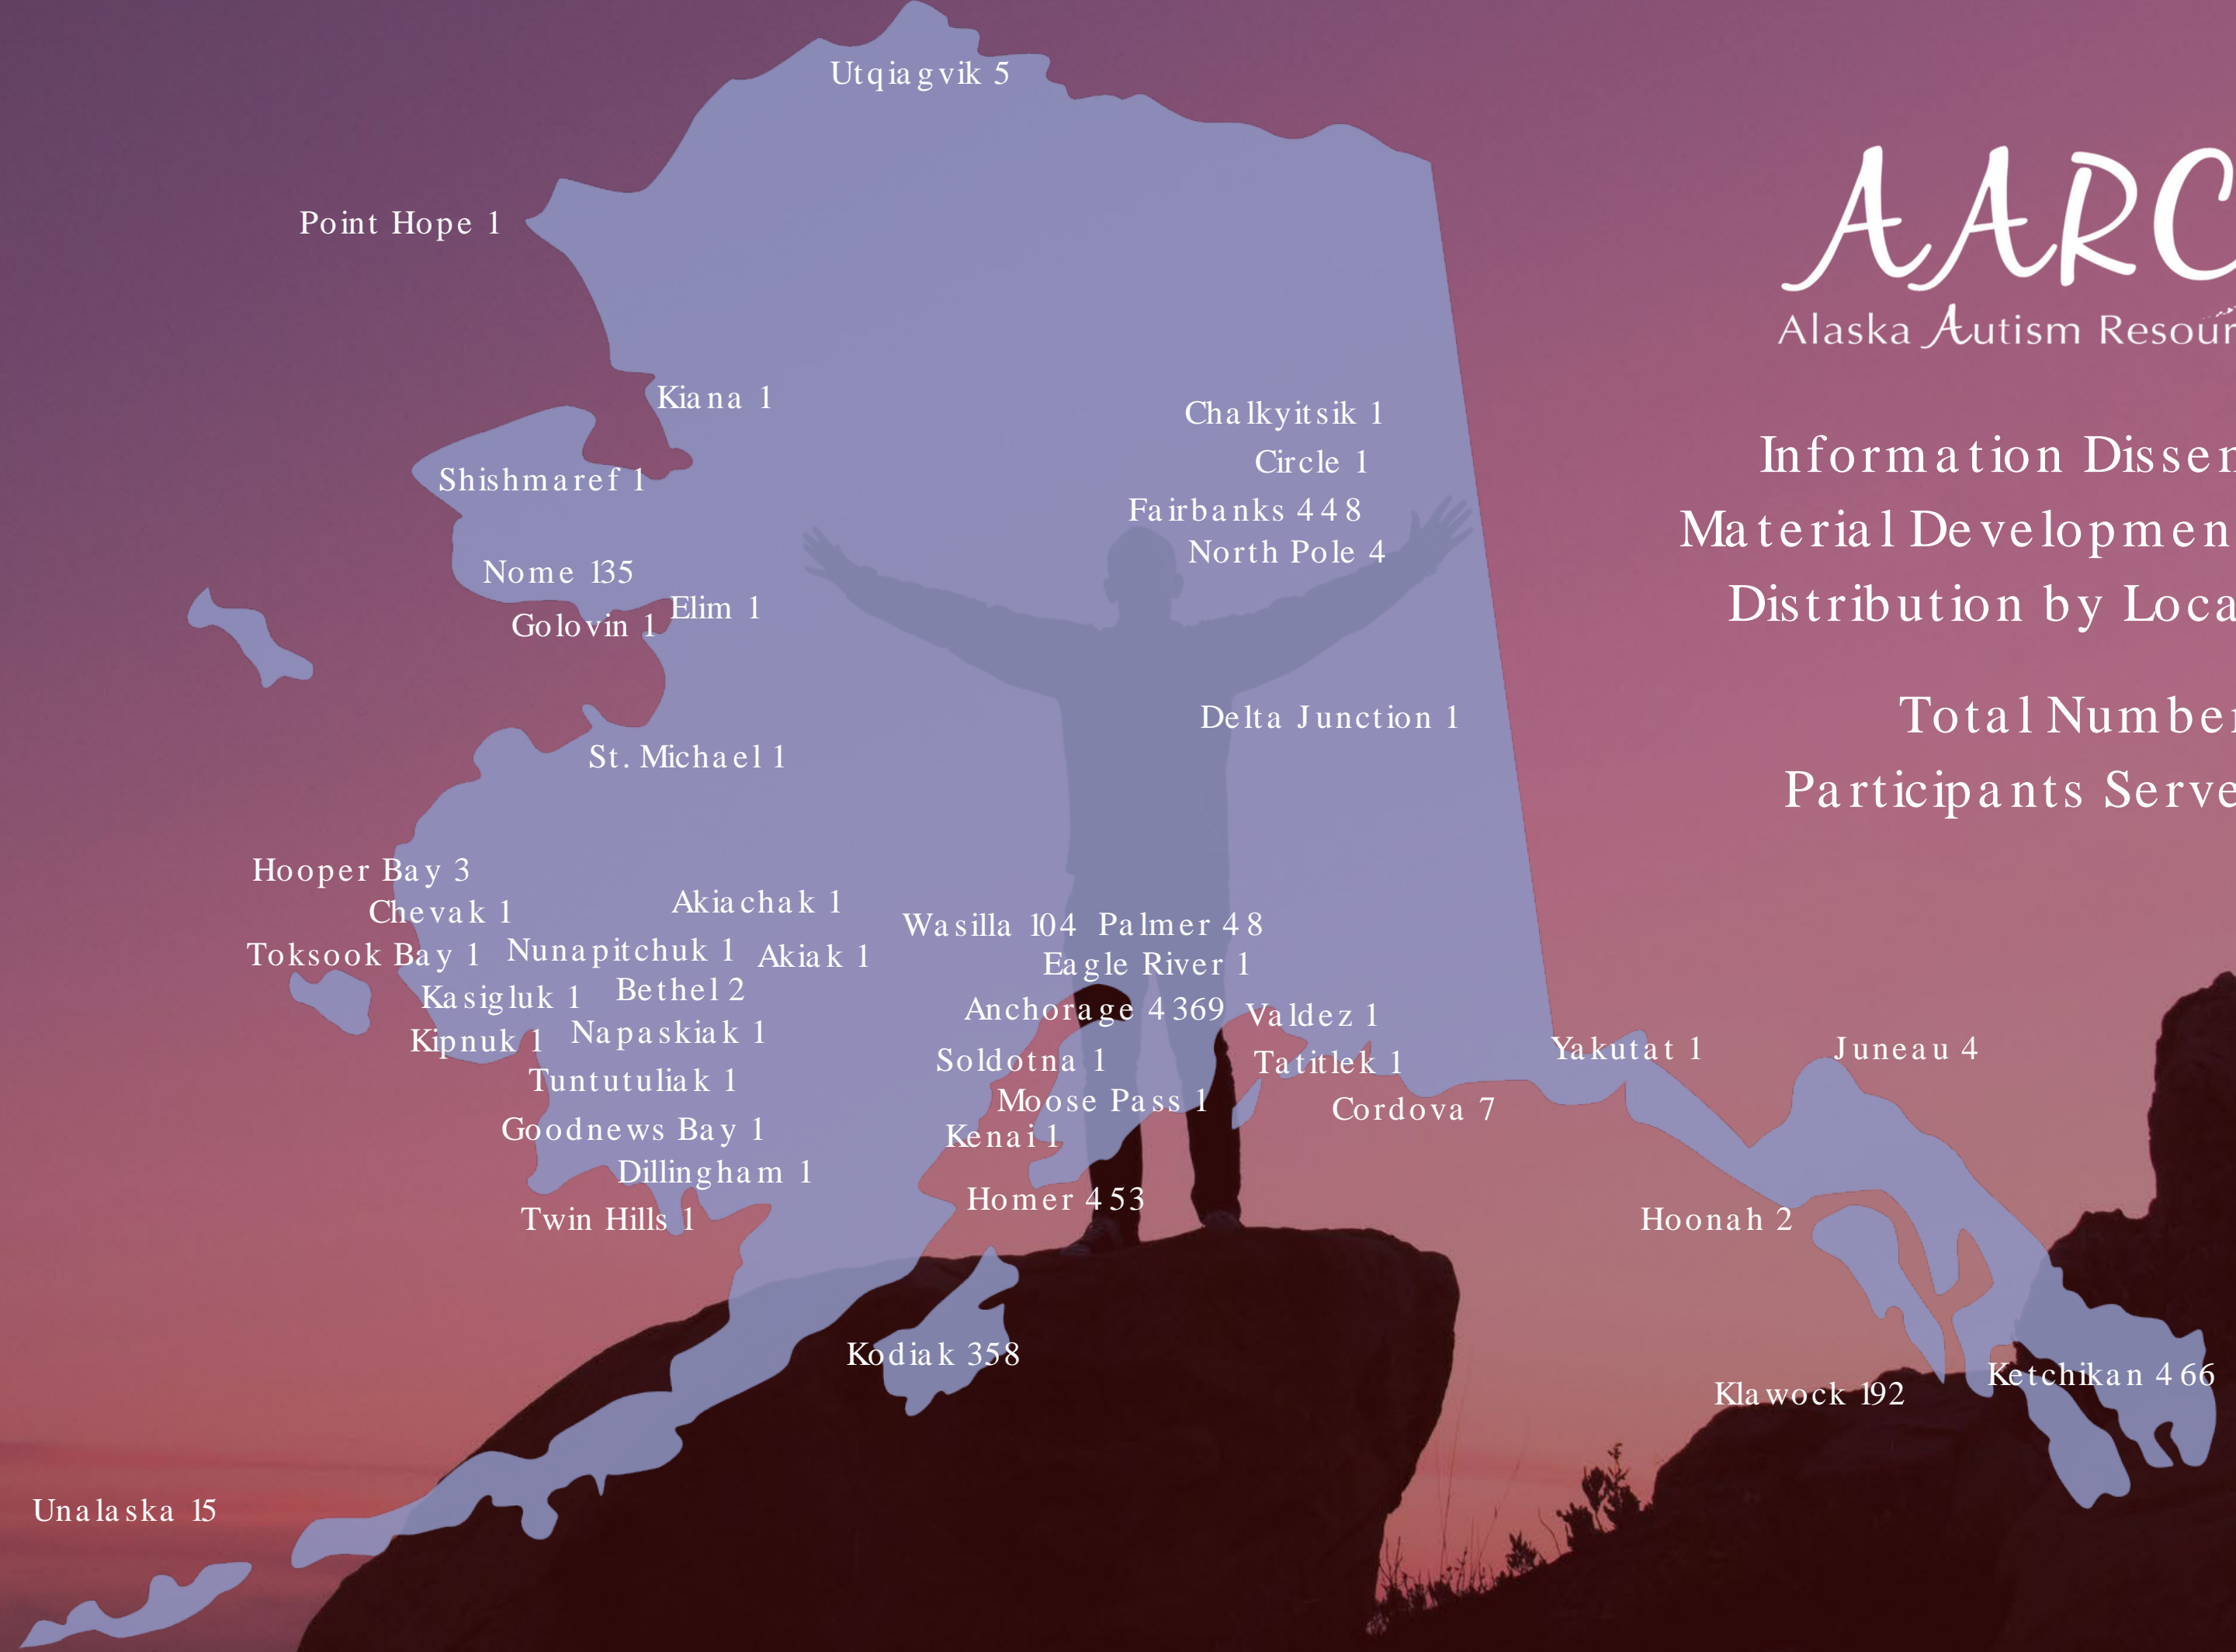 Utqiagvik 5
Point Hope 1
AARC
Alaska Autism Resour
Kiana 1
Chalkyitsik 1
Information Dissem
Shishmaref 1
Circle 1
Fairbanks 448
Material Developmen
North Pole 4
Nome 135
Distribution by Loca
Elim 1
Golovin 1
Delta Junction 1
Total Number
St. Michael 1
Participants Serve
Hooper Bay 3
Akiachak 1
Chevak 1
Wasilla 104 Palmer 48
Toksook Bay 1
Nunapitchuk 1
Akiak 1
Eagle River 1
Kasigluk 1
Bethel 2
Anchorage 4369
Valdez 1
Kipnuk 1
Napaskiak 1
Soldotna 1
Tatitlek 1
Yakutat 1
Juneau 4
Tuntutuliak 1
Moose Pass 1
Cordova 7
Goodnews Bay 1
Kenai 1
Dillingham 1
Homer 453
Twin Hills 1
Hoonah 2
Kodiak 358
Ketchikan 466
Klawock 192
Unalaska 15